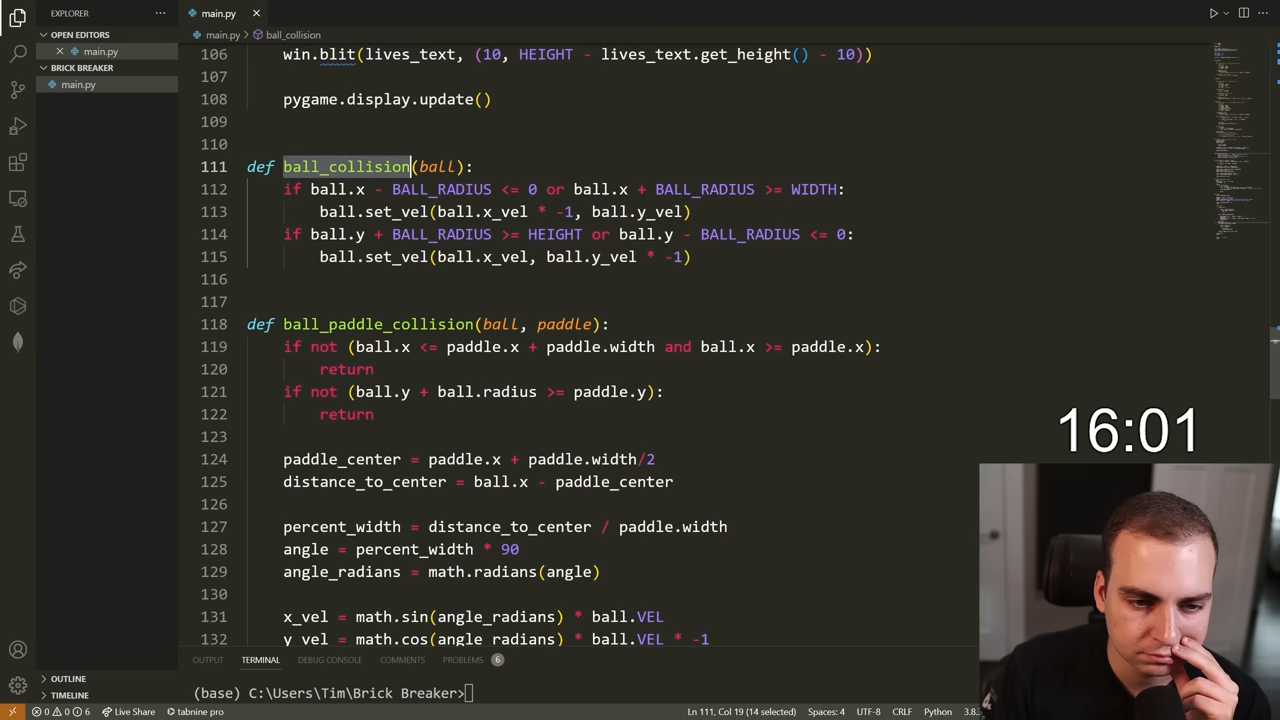 EXPLORER
OPEN EDITORS
main.py
BRICK BREAKER
main.py
OUTLINE
TIMELINE
main.py
main.py ball_collision
106 win.blit(lives_text, (10, HEIGHT - lives_text.get_height() - 10))
107
108 pygame.display.update()
109
110
111 def ball_collision(ball):
112 if ball.x - BALL_RADIUS <= 0 or ball.x + BALL_RADIUS >= WIDTH:
113 ball.set_vel(ball.x_vel * -1, ball.y_vel)
114 if ball.y + BALL_RADIUS >= HEIGHT or ball.y - BALL_RADIUS <= 0:
115 ball.set_vel(ball.x_vel, ball.y_vel * -1)
116
117
118 def ball_paddle_collision(ball, paddle):
119 if not (ball.x <= paddle.x + paddle.width and ball.x >= paddle.x):
120 return
121 if not (ball.y + ball.radius >= paddle.y):
122 return
123
124 paddle_center = paddle.x + paddle.width/2
125 distance_to_center = ball.x - paddle_center
126
127 percent_width = distance_to_center / paddle.width
128 angle = percent_width * 90
129 angle_radians = math.radians(angle)
130
131 x_vel = math.sin(angle_radians) * ball.VEL
132 y_vel = math.cos(angle_radians) * ball.VEL * -1
16:01
OUTPUT TERMINAL DEBUG CONSOLE COMMENTS PROBLEMS 6
(base) C:\Users\Tim\Brick Breaker>
0 0 6 Live Share tabnine pro Ln 111, Col 19 (14 selected) Spaces: 4 UTF-8 CRLF Python 3.8.